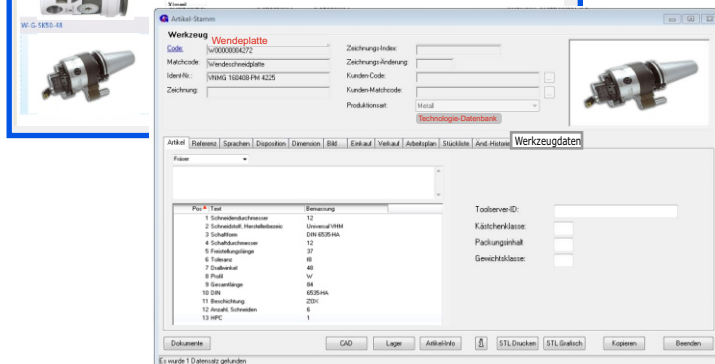 W-G-SK50-48
Artikel-Stamm
Werkzeug
Wendeplatte
Code: W00000004272 Zeichnungs-Index:
Matchcode: Wendeschneidplatte Zeichnungs-Änderung:
Ident-Nr.: VNMG 160408-PM 4225 Kunden-Code: ...
Zeichnung: Kunden-Matchcode: ...
Produktionsart: Metall
Technologie-Datenbank
Artikel Referenz Sprachen Disposition Dimension Bild Einkauf Verkauf Arbeitsplan Stückliste Änd.-Historie Werkzeugdaten
Fräser
Pos Text Bemassung
1 Schneidendurchmesser 12
2 Schneidstoff, Herstellerbezeic Universal VHM
3 Schaftform DIN 6535-HA
4 Schaftdurchmesser 12
5 Freistellungslänge 37
6 Toleranz f8
7 Drallwinkel 48
8 Profil W
9 Gesamtlänge 84
10 DIN 6535-HA
11 Beschichtung ZOX
12 Anzahl, Schneiden 6
13 HPC 1
Toolserver-ID:
Kästchenklasse:
Packungsinhalt
Gewichtsklasse:
Dokumente CAD Lager Artikel-Info STL Drucken STL Grafisch Kopieren Beenden
Es wurde 1 Datensatz gefunden